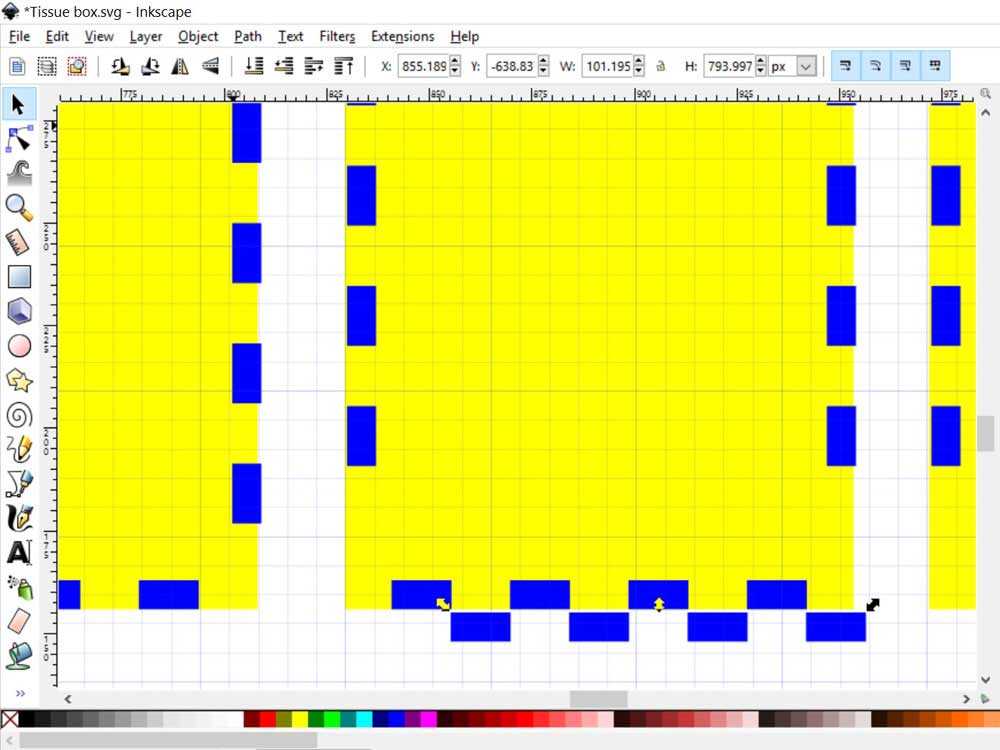 *Tissue box.svg - Inkscape
File Edit View Layer Object Path Text Filters Extensions Help
X: 855.189 Y: -638.83 W: 101.195 H: 793.997 px
775 800 825 850 875 900 925 950 975
275
250
225
200
175
150